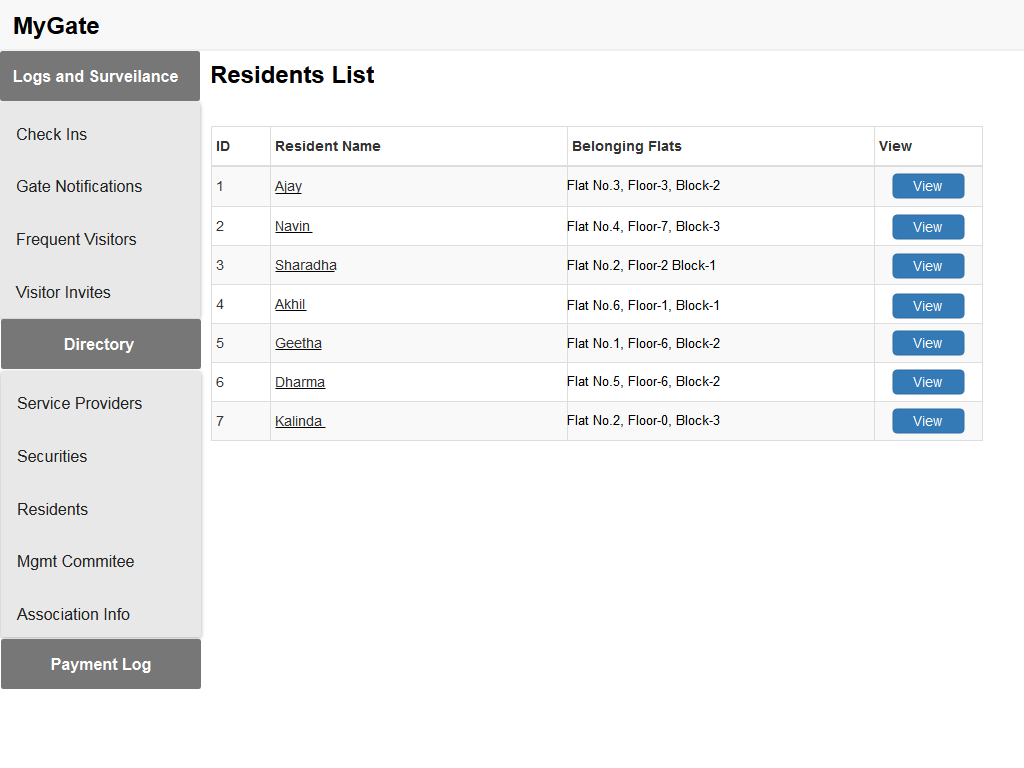 MyGate
Logs and Surveilance
Check Ins
Gate Notifications
Frequent Visitors
Visitor Invites
Directory
Service Providers
Securities
Residents
Mgmt Commitee
Association Info
Payment Log
Residents List
ID Resident Name Belonging Flats View
1 Ajay Flat No.3, Floor-3, Block-2 View
2 Navin Flat No.4, Floor-7, Block-3 View
3 Sharadha Flat No.2, Floor-2 Block-1 View
4 Akhil Flat No.6, Floor-1, Block-1 View
5 Geetha Flat No.1, Floor-6, Block-2 View
6 Dharma Flat No.5, Floor-6, Block-2 View
7 Kalinda Flat No.2, Floor-0, Block-3 View